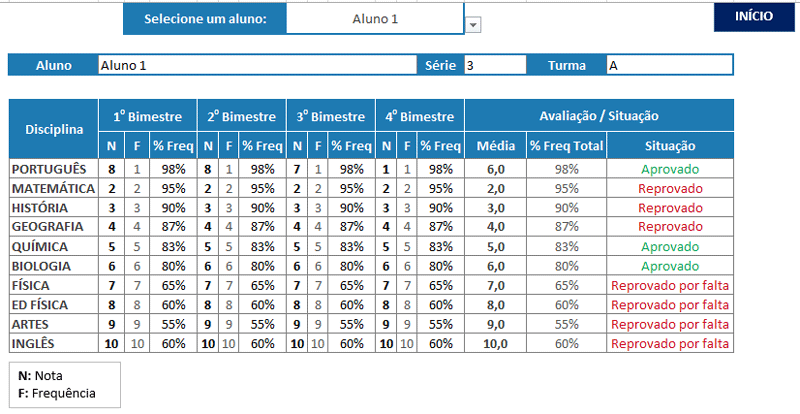 Selecione um aluno: Aluno 1 INÍCIO
Aluno Aluno 1 Série 3 Turma A
Disciplina 1º Bimestre 2º Bimestre 3º Bimestre 4º Bimestre Avaliação / Situação
N F % Freq N F % Freq N F % Freq N F % Freq Média % Freq Total Situação
PORTUGUÊS 8 1 98% 8 1 98% 7 1 98% 1 1 98% 6,0 98% Aprovado
MATEMÁTICA 2 2 95% 2 2 95% 2 2 95% 2 2 95% 2,0 95% Reprovado
HISTÓRIA 3 3 90% 3 3 90% 3 3 90% 3 3 90% 3,0 90% Reprovado
GEOGRAFIA 4 4 87% 4 4 87% 4 4 87% 4 4 87% 4,0 87% Reprovado
QUÍMICA 5 5 83% 5 5 83% 5 5 83% 5 5 83% 5,0 83% Aprovado
BIOLOGIA 6 6 80% 6 6 80% 6 6 80% 6 6 80% 6,0 80% Aprovado
FÍSICA 7 7 65% 7 7 65% 7 7 65% 7 7 65% 7,0 65% Reprovado por falta
ED FÍSICA 8 8 60% 8 8 60% 8 8 60% 8 8 60% 8,0 60% Reprovado por falta
ARTES 9 9 55% 9 9 55% 9 9 55% 9 9 55% 9,0 55% Reprovado por falta
INGLÊS 10 10 60% 10 10 60% 10 10 60% 10 10 60% 10,0 60% Reprovado por falta
N: Nota
F: Frequência